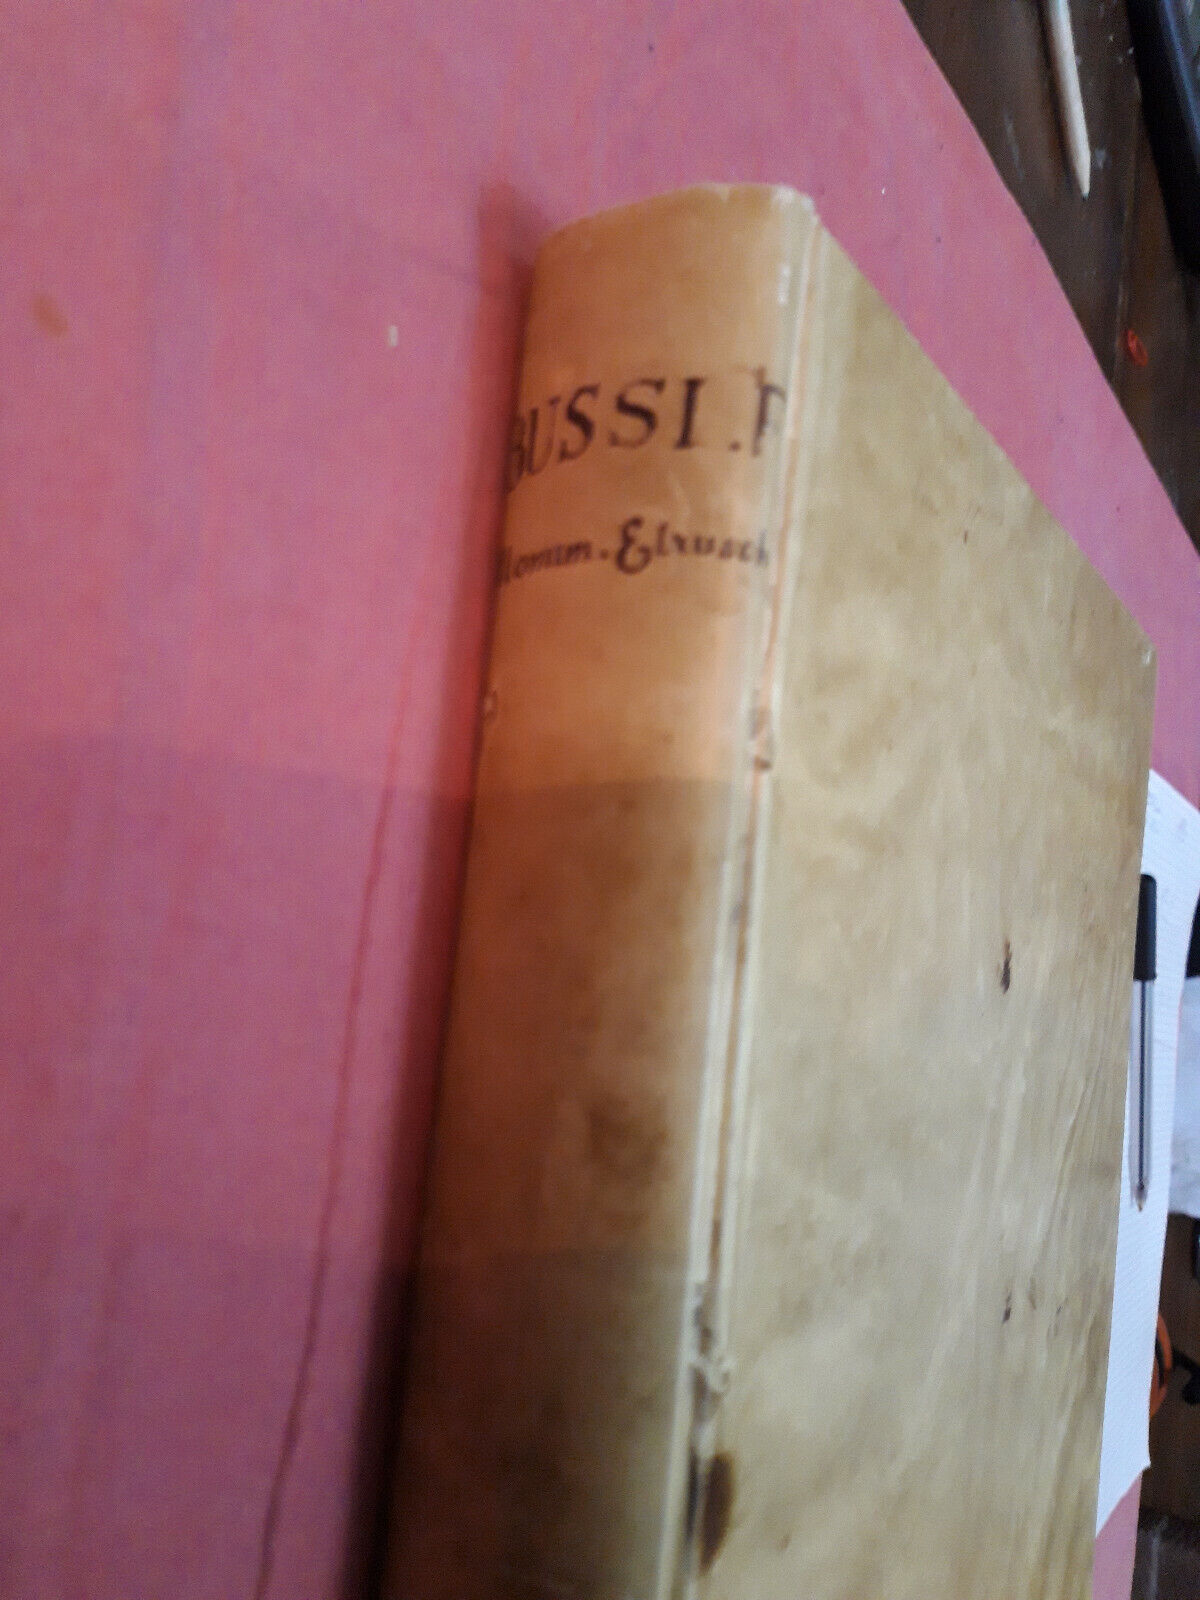 BUSSI . F
Monum. Etrusch